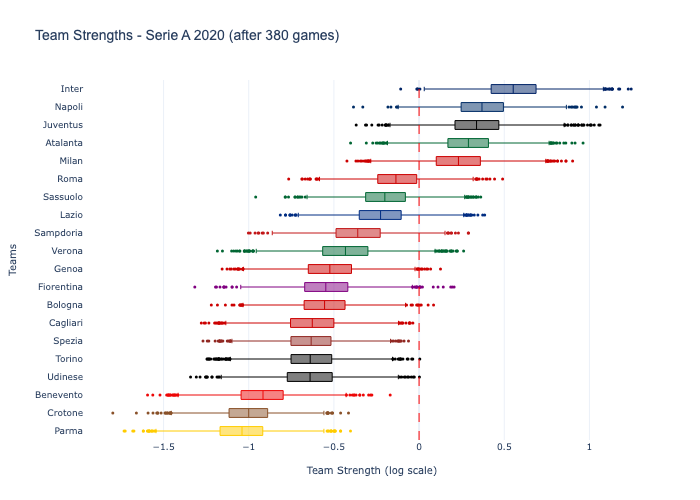 Team Strengths - Serie A 2020 (after 380 games)
Inter
Napoli
Juventus
Atalanta
Milan
Roma
Sassuolo
Lazio
Sampdoria
Verona
Genoa
Fiorentina
Bologna
Cagliari
Spezia
Torino
Udinese
Benevento
Crotone
Parma
Teams
−1.5 −1 −0.5 0 0.5 1
Team Strength (log scale)